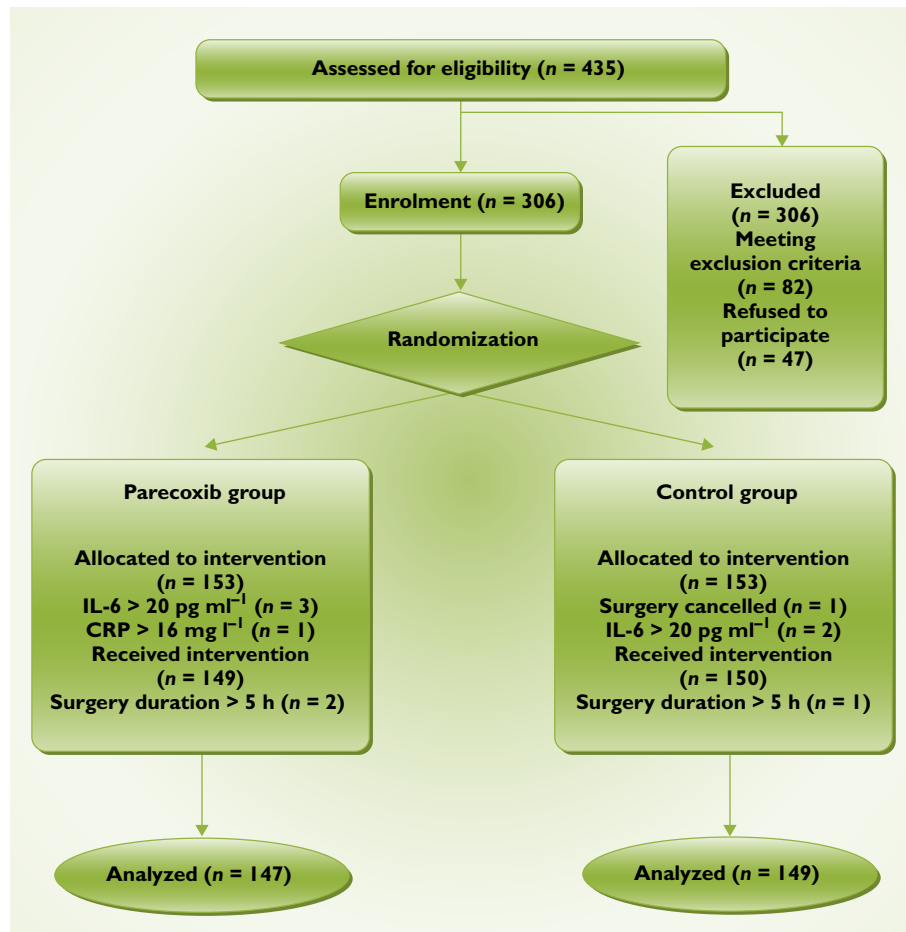 Assessed for eligibility (n = 435)
Enrolment (n = 306)
Excluded
(n = 306)
Meeting
exclusion criteria
(n = 82)
Refused to
participate
(n = 47)
Randomization
Parecoxib group
Allocated to intervention
(n = 153)
IL-6 > 20 pg ml⁻¹ (n = 3)
CRP > 16 mg l⁻¹ (n = 1)
Received intervention
(n = 149)
Surgery duration > 5 h (n = 2)
Control group
Allocated to intervention
(n = 153)
Surgery cancelled (n = 1)
IL-6 > 20 pg ml⁻¹ (n = 2)
Received intervention
(n = 150)
Surgery duration > 5 h (n = 1)
Analyzed (n = 147)
Analyzed (n = 149)